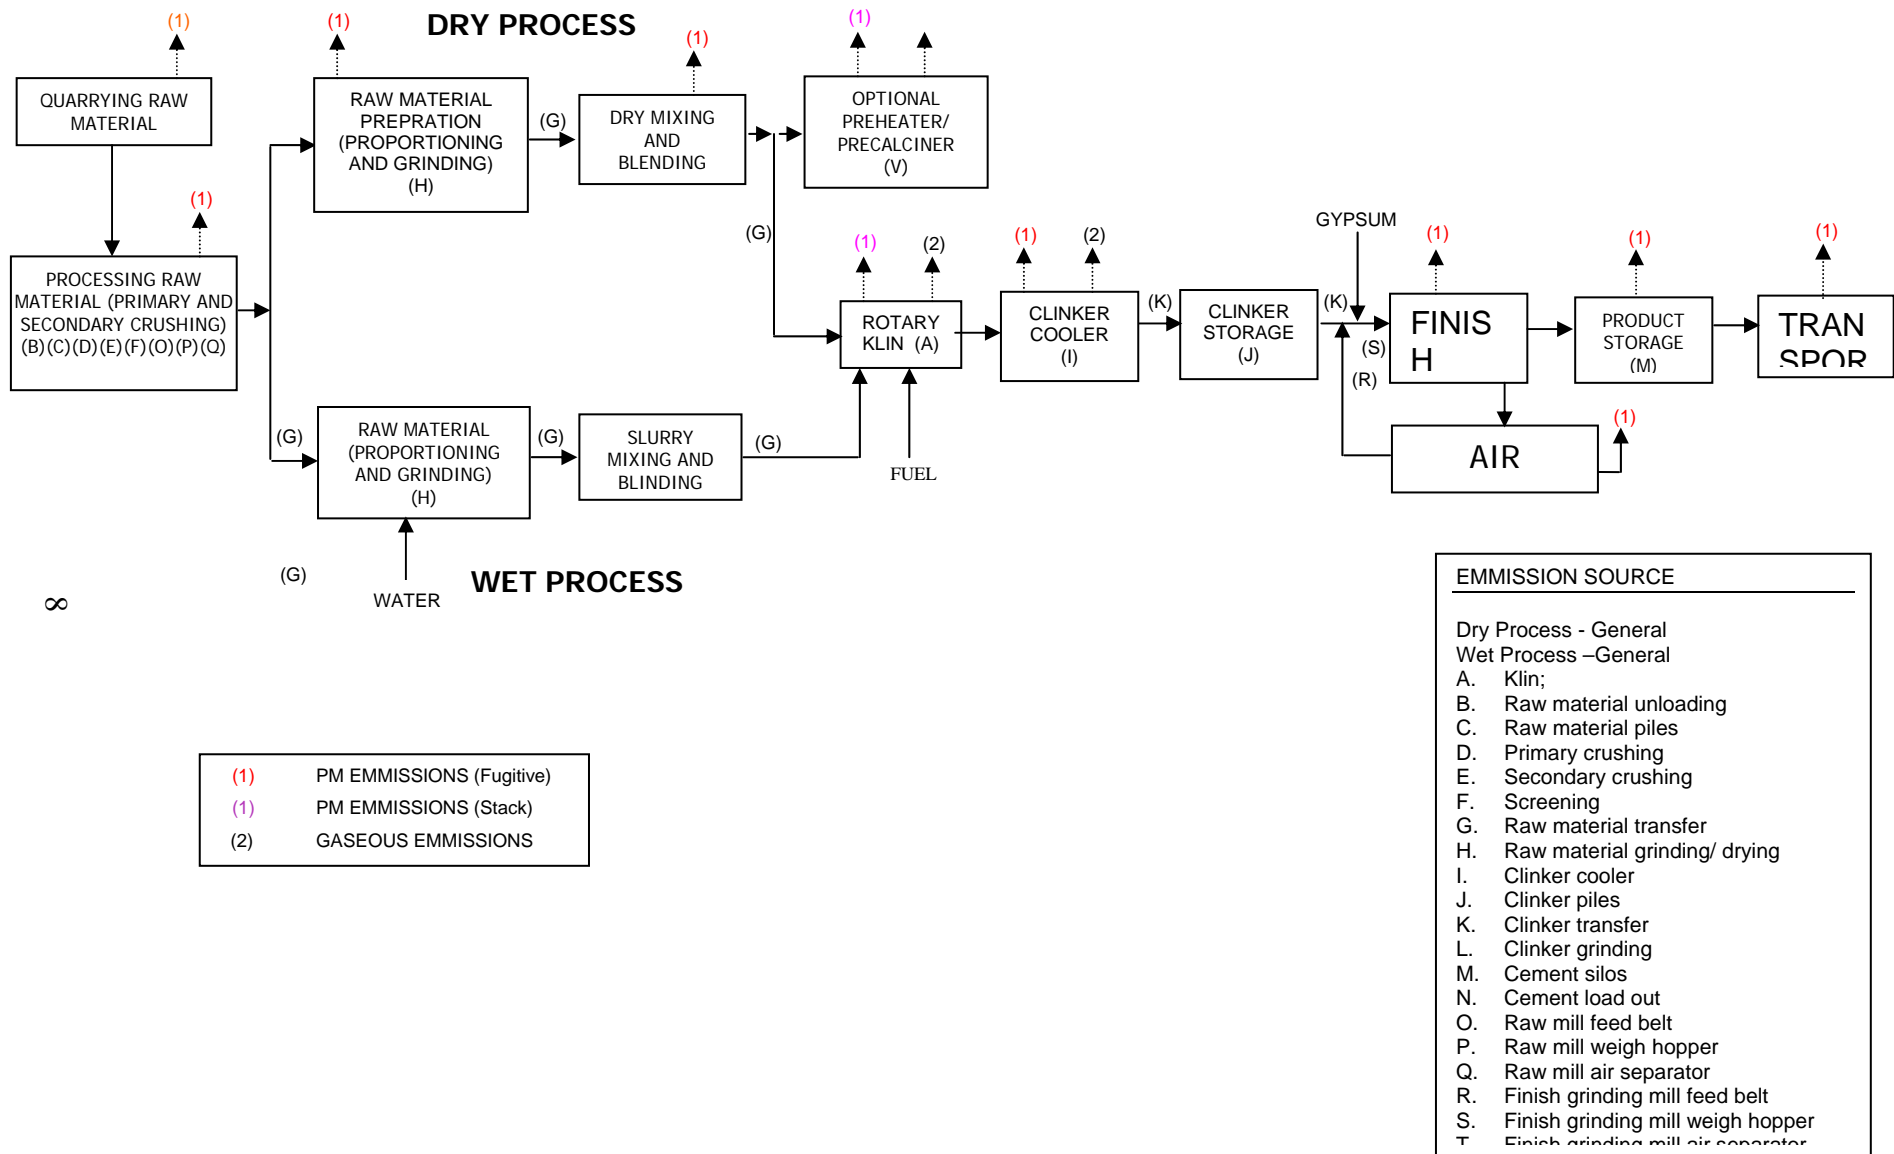 (1)
(1)
DRY PROCESS
(1)
(1)
QUARRYING RAW
MATERIAL
RAW MATERIAL
PREPRATION
(PROPORTIONING
AND GRINDING)
(H)
(G)
DRY MIXING
AND
BLENDING
OPTIONAL
PREHEATER/
PRECALCINER
(V)
(1)
PROCESSING RAW
MATERIAL (PRIMARY AND
SECONDARY CRUSHING)
(B)(C)(D)(E)(F)(O)(P)(Q)
(G)
(1)
(2)
ROTARY
KLIN (A)
(1)
(2)
CLINKER
COOLER
(I)
(K)
CLINKER
STORAGE
(J)
GYPSUM
(K)
(S)
(R)
(1)
FINIS
H
(1)
PRODUCT
STORAGE
(M)
(1)
TRAN
SPOR
(1)
AIR
(G)
RAW MATERIAL
(PROPORTIONING
AND GRINDING)
(H)
(G)
SLURRY
MIXING AND
BLINDING
(G)
FUEL
(G)
WATER
WET PROCESS
∞
(1) PM EMMISSIONS (Fugitive)
(1) PM EMMISSIONS (Stack)
(2) GASEOUS EMMISSIONS
EMMISSION SOURCE
Dry Process - General
Wet Process –General
A. Klin;
B. Raw material unloading
C. Raw material piles
D. Primary crushing
E. Secondary crushing
F. Screening
G. Raw material transfer
H. Raw material grinding/ drying
I. Clinker cooler
J. Clinker piles
K. Clinker transfer
L. Clinker grinding
M. Cement silos
N. Cement load out
O. Raw mill feed belt
P. Raw mill weigh hopper
Q. Raw mill air separator
R. Finish grinding mill feed belt
S. Finish grinding mill weigh hopper
T. Finish grinding mill air separator